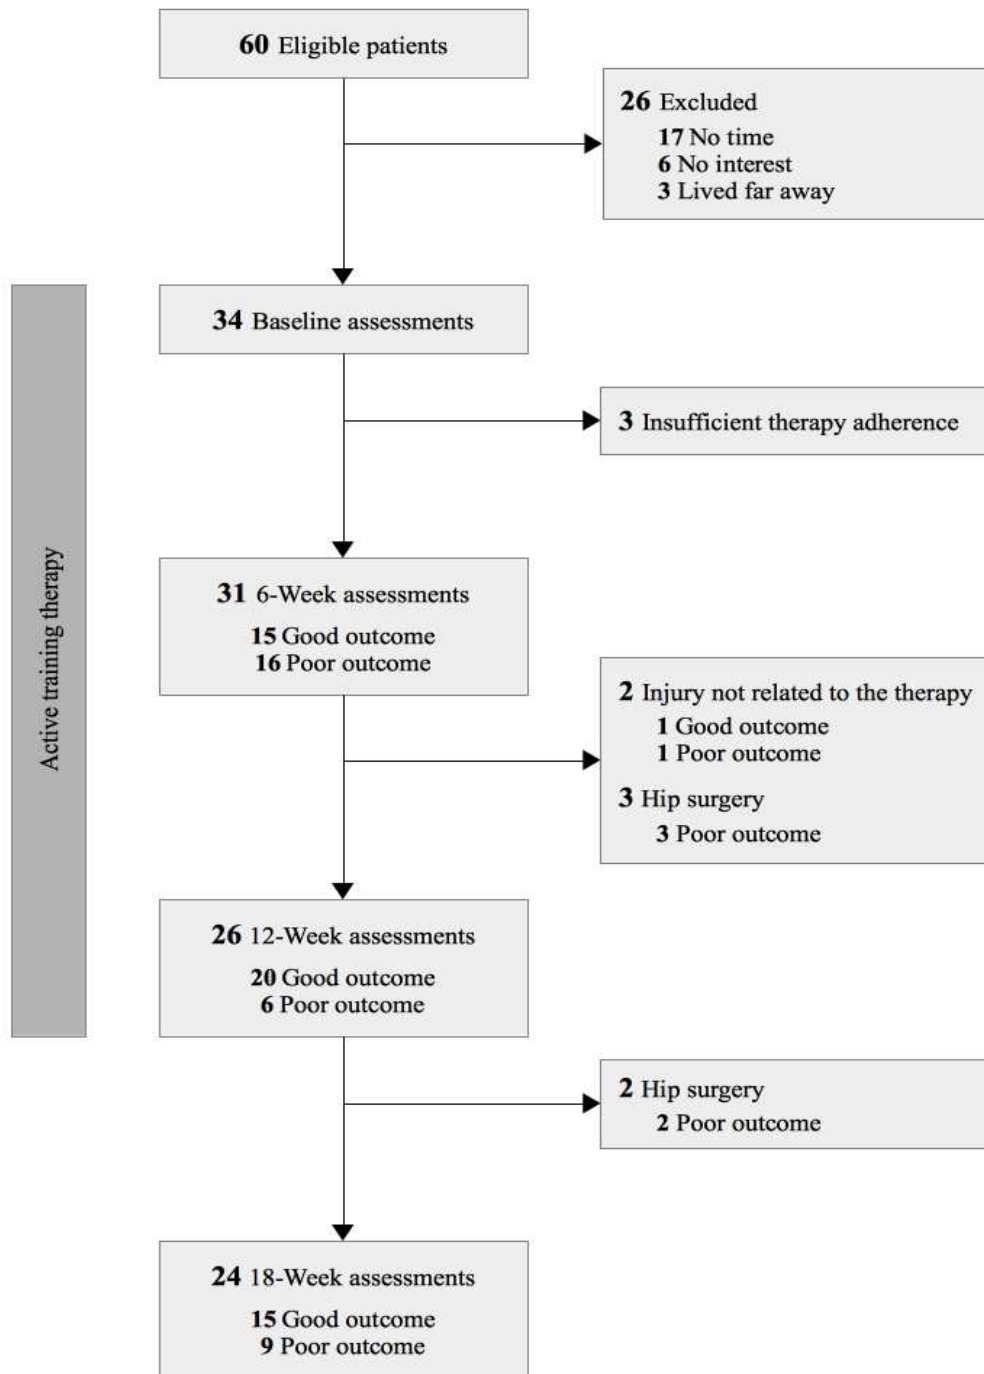 60 Eligible patients
26 Excluded
17 No time
6 No interest
3 Lived far away
34 Baseline assessments
3 Insufficient therapy adherence
Active training therapy
31 6-Week assessments
15 Good outcome
16 Poor outcome
2 Injury not related to the therapy
1 Good outcome
1 Poor outcome
3 Hip surgery
3 Poor outcome
26 12-Week assessments
20 Good outcome
6 Poor outcome
2 Hip surgery
2 Poor outcome
24 18-Week assessments
15 Good outcome
9 Poor outcome